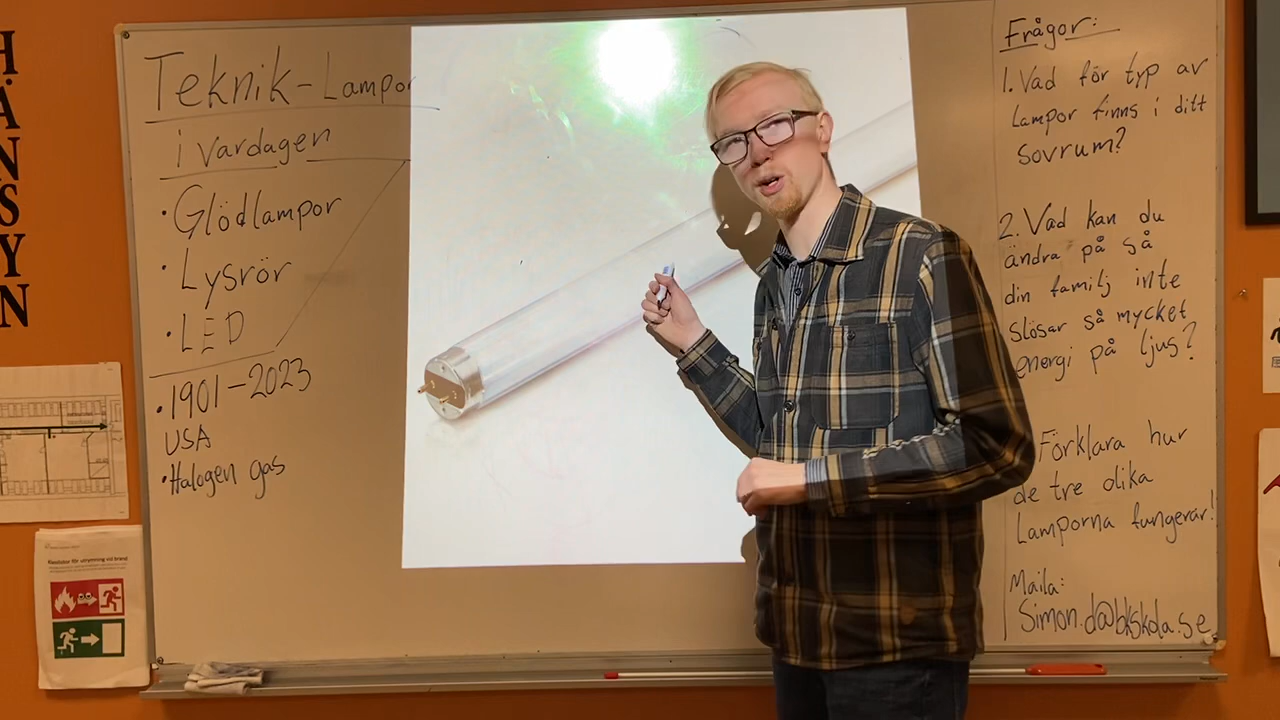 HÄNSYN
Teknik-Lampor
i vardagen
• Glödlampor
• Lysrör
• LED
• 1901-2023
USA
• Halogen gas
Frågor:
1. Vad för typ av
Lampor finns i ditt
sovrum?
2. Vad kan du
ändra på så
din familj inte
slösar så mycket
energi på ljus?
Förklara hur
de tre olika
Lamporna fungerar!
Maila:
Simon.d@bkskola.se